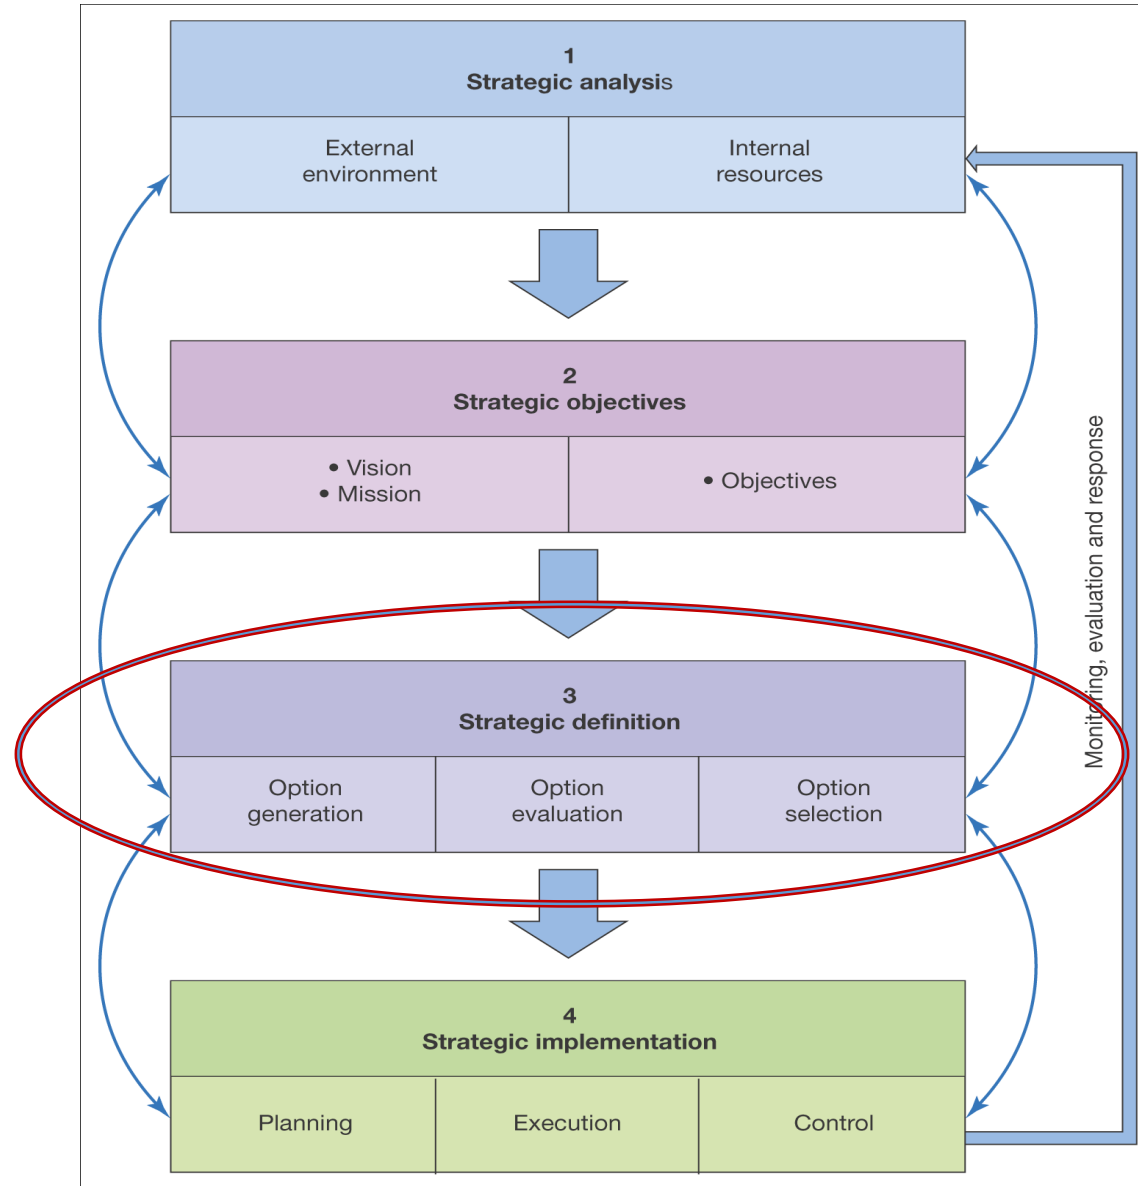 1
Strategic analysis
External
environment
Internal
resources
2
Strategic objectives
• Vision
• Mission
• Objectives
3
Strategic definition
Option
generation
Option
evaluation
Option
selection
4
Strategic implementation
Planning
Execution
Control
Monitoring, evaluation and response